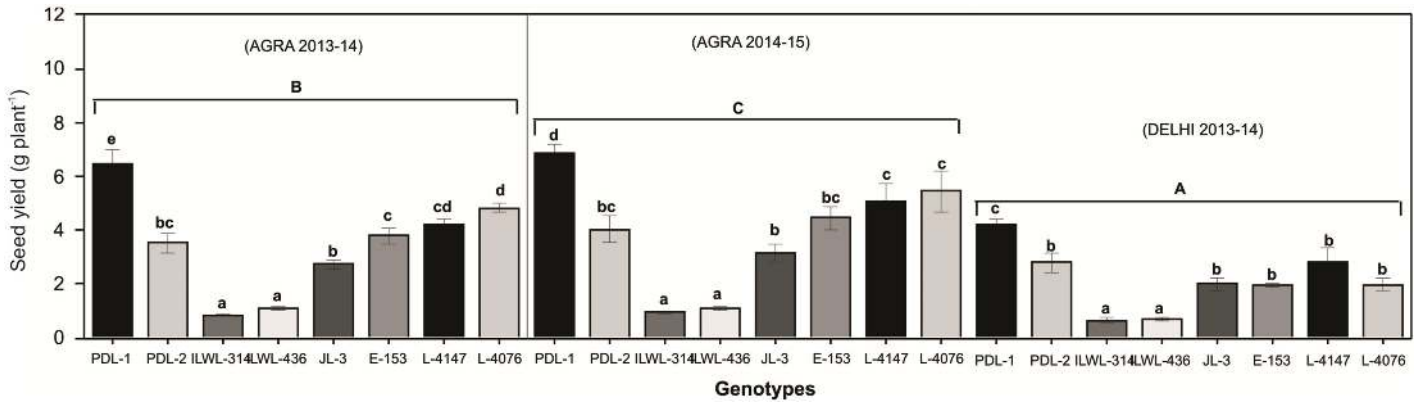 12
10
8
6
4
2
0
Seed yield (g plant⁻¹)
(AGRA 2013-14)
(AGRA 2014-15)
(DELHI 2013-14)
B
C
A
e
bc
a
a
b
c
cd
d
d
bc
a
a
b
bc
c
c
c
b
a
a
b
b
b
b
PDL-1 PDL-2 ILWL-314 ILWL-436 JL-3 E-153 L-4147 L-4076 PDL-1 PDL-2 ILWL-314 ILWL-436 JL-3 E-153 L-4147 L-4076 PDL-1 PDL-2 ILWL-314 ILWL-436 JL-3 E-153 L-4147 L-4076
Genotypes